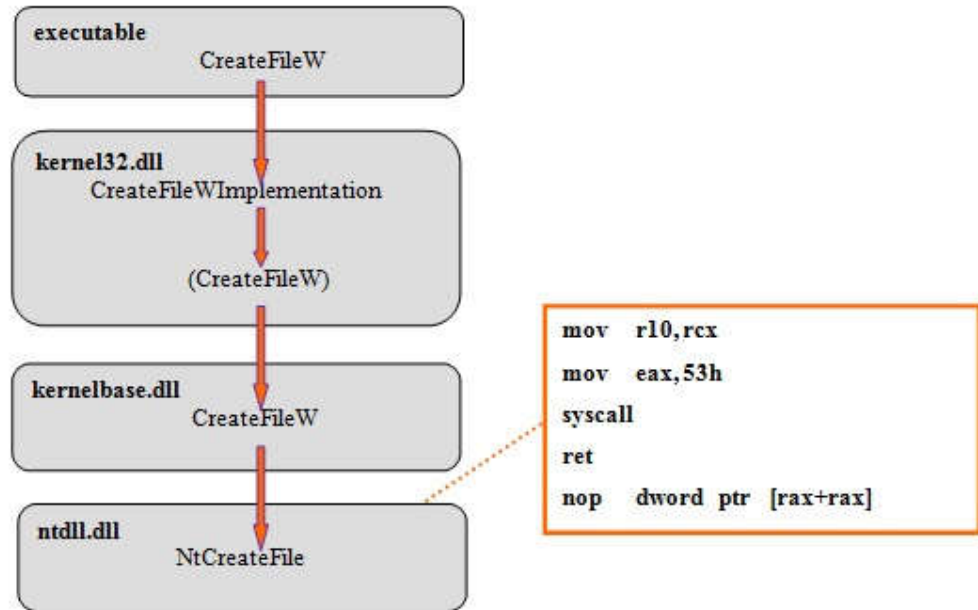 executable
CreateFileW
kernel32.dll
CreateFileWImplementation
(CreateFileW)
kernelbase.dll
CreateFileW
ntdll.dll
NtCreateFile
mov r10,rcx
mov eax,53h
syscall
ret
nop dword ptr [rax+rax]